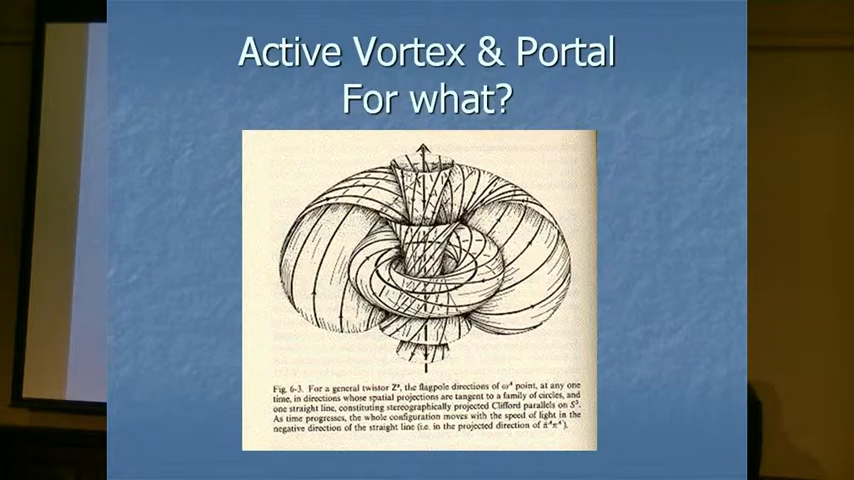 Active Vortex & Portal
For what?
Fig. 6-3. For a general twistor Zᵅ, the flagpole directions of ωᴬ point, at any one
time, in directions whose spatial projections are tangent to a family of circles, and
one straight line, constituting stereographically projected Clifford parallels on S³.
As time progresses, the whole configuration moves with the speed of light in the
negative direction of the straight line (i.e. in the projected direction of